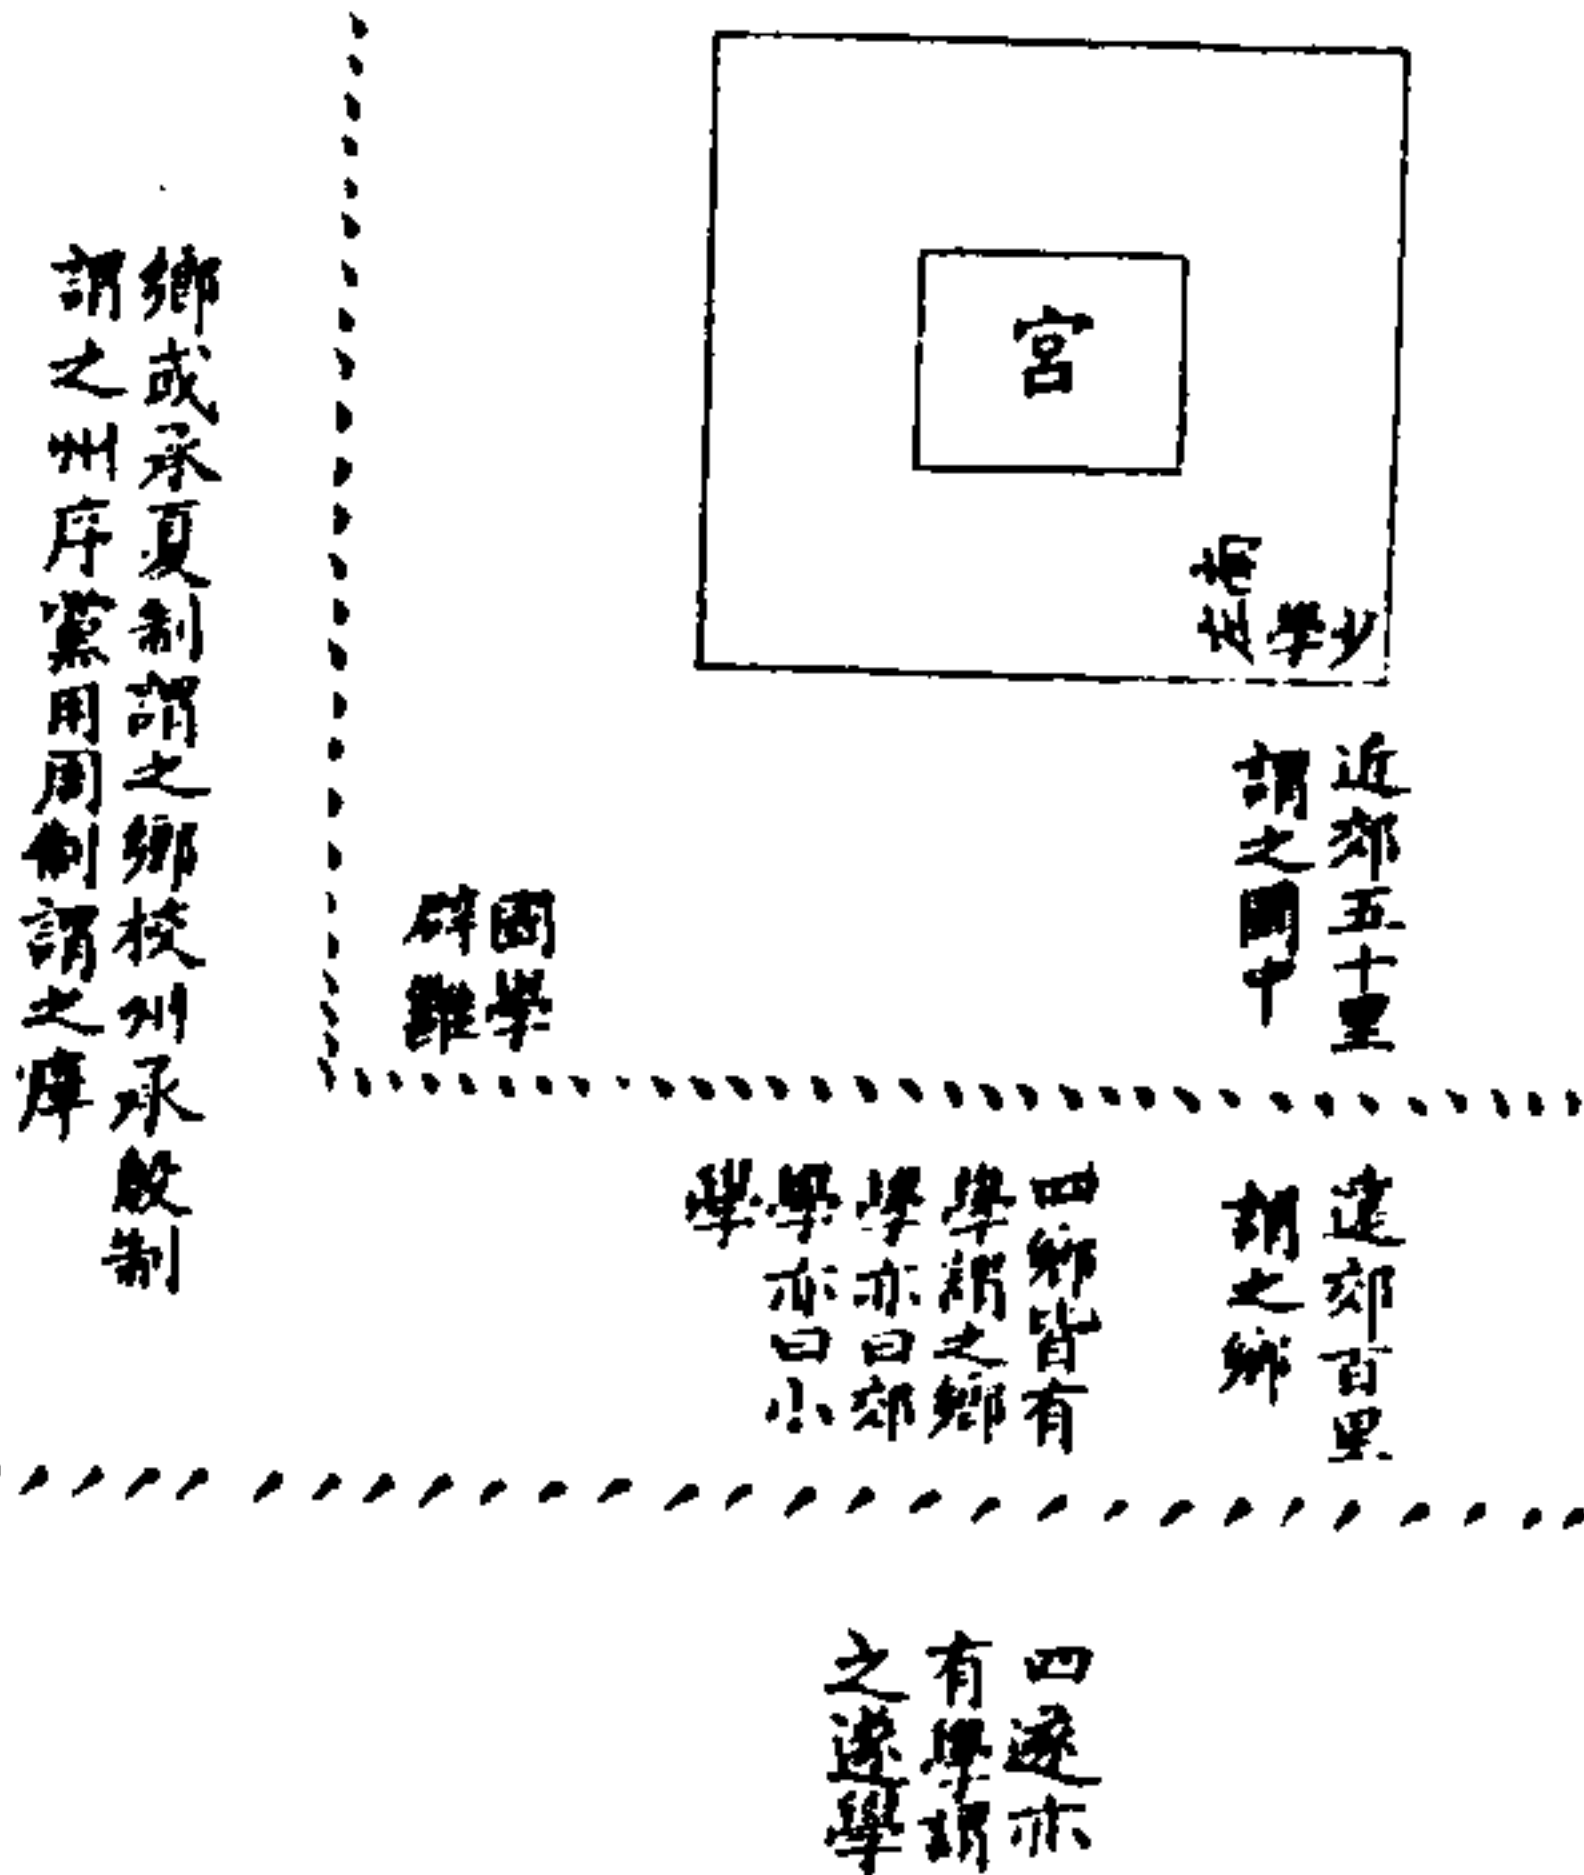 宮
學
近郊五十里
謂之國中
國學
辟雝
遠郊百里
謂之鄉
四鄉皆有
學謂之鄉
學亦曰郊
學亦曰小
學
四遂亦
有學謂
之遂學
鄉或承夏制謂之鄉校州承殷制
謂之州序黨用周制謂之庠